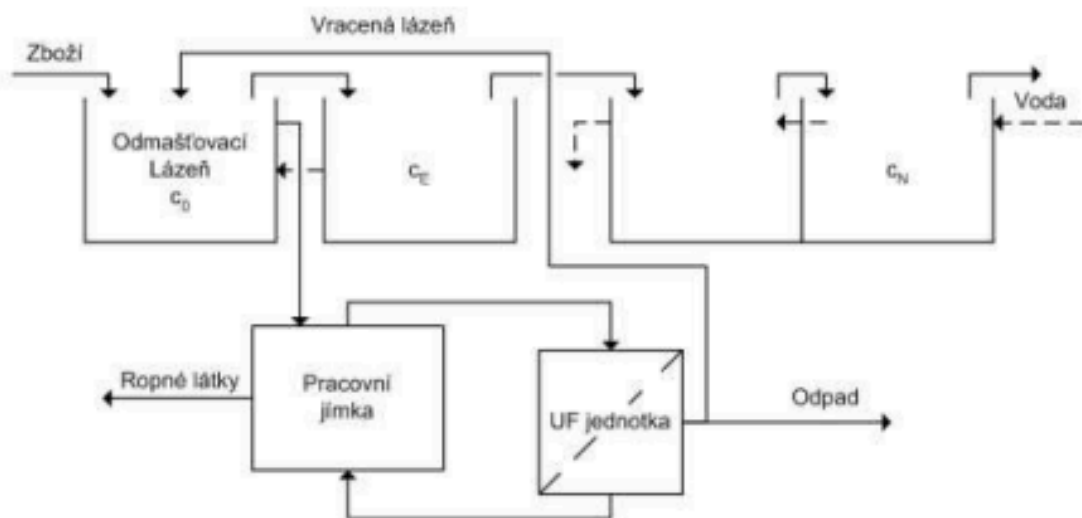 Vracená lázeň
Zboží
Voda
Odmašťovací
Lázeň
c0
cE
cN
Ropné látky
Pracovní
jímka
UF jednotka
Odpad